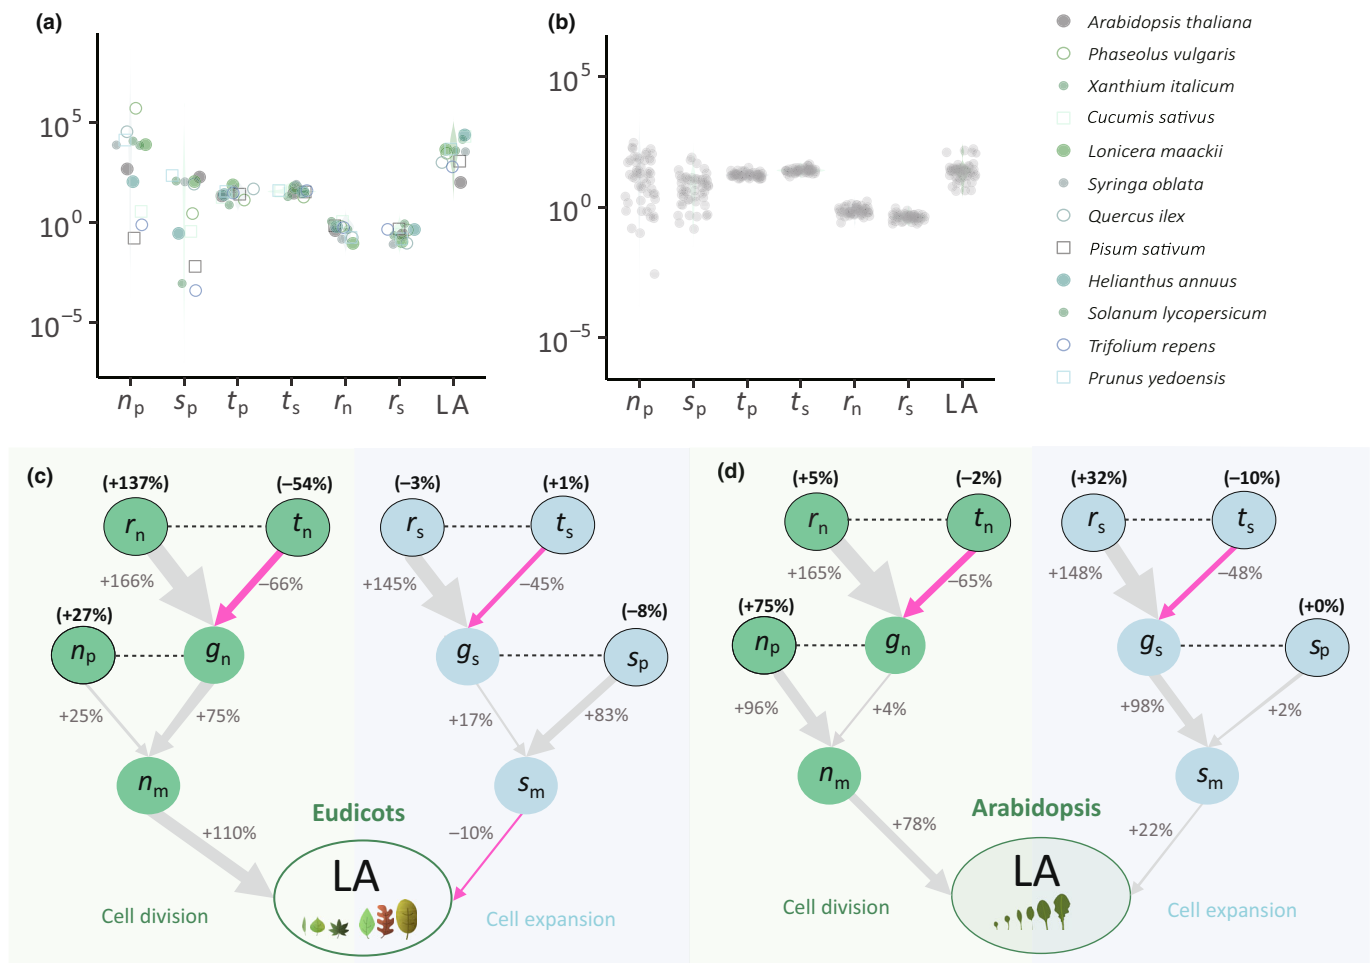 (a)
10^5
10^0
10^−5
n_p s_p t_p t_s r_n r_s LA
(b)
10^5
10^0
10^−5
n_p s_p t_p t_s r_n r_s LA
Arabidopsis thaliana
Phaseolus vulgaris
Xanthium italicum
Cucumis sativus
Lonicera maackii
Syringa oblata
Quercus ilex
Pisum sativum
Helianthus annuus
Solanum lycopersicum
Trifolium repens
Prunus yedoensis
(c)
(+137%) (−54%) (−3%) (+1%)
r_n t_n r_s t_s
+166% −66% +145% −45%
(+27%) (−8%)
n_p g_n g_s s_p
+25% +75% +17% +83%
n_m s_m
Eudicots
+110% −10%
LA
Cell division Cell expansion
(d)
(+5%) (−2%) (+32%) (−10%)
r_n t_n r_s t_s
+165% −65% +148% −48%
(+75%) (+0%)
n_p g_n g_s s_p
+96% +4% +98% +2%
n_m s_m
Arabidopsis
+78% +22%
LA
Cell division Cell expansion